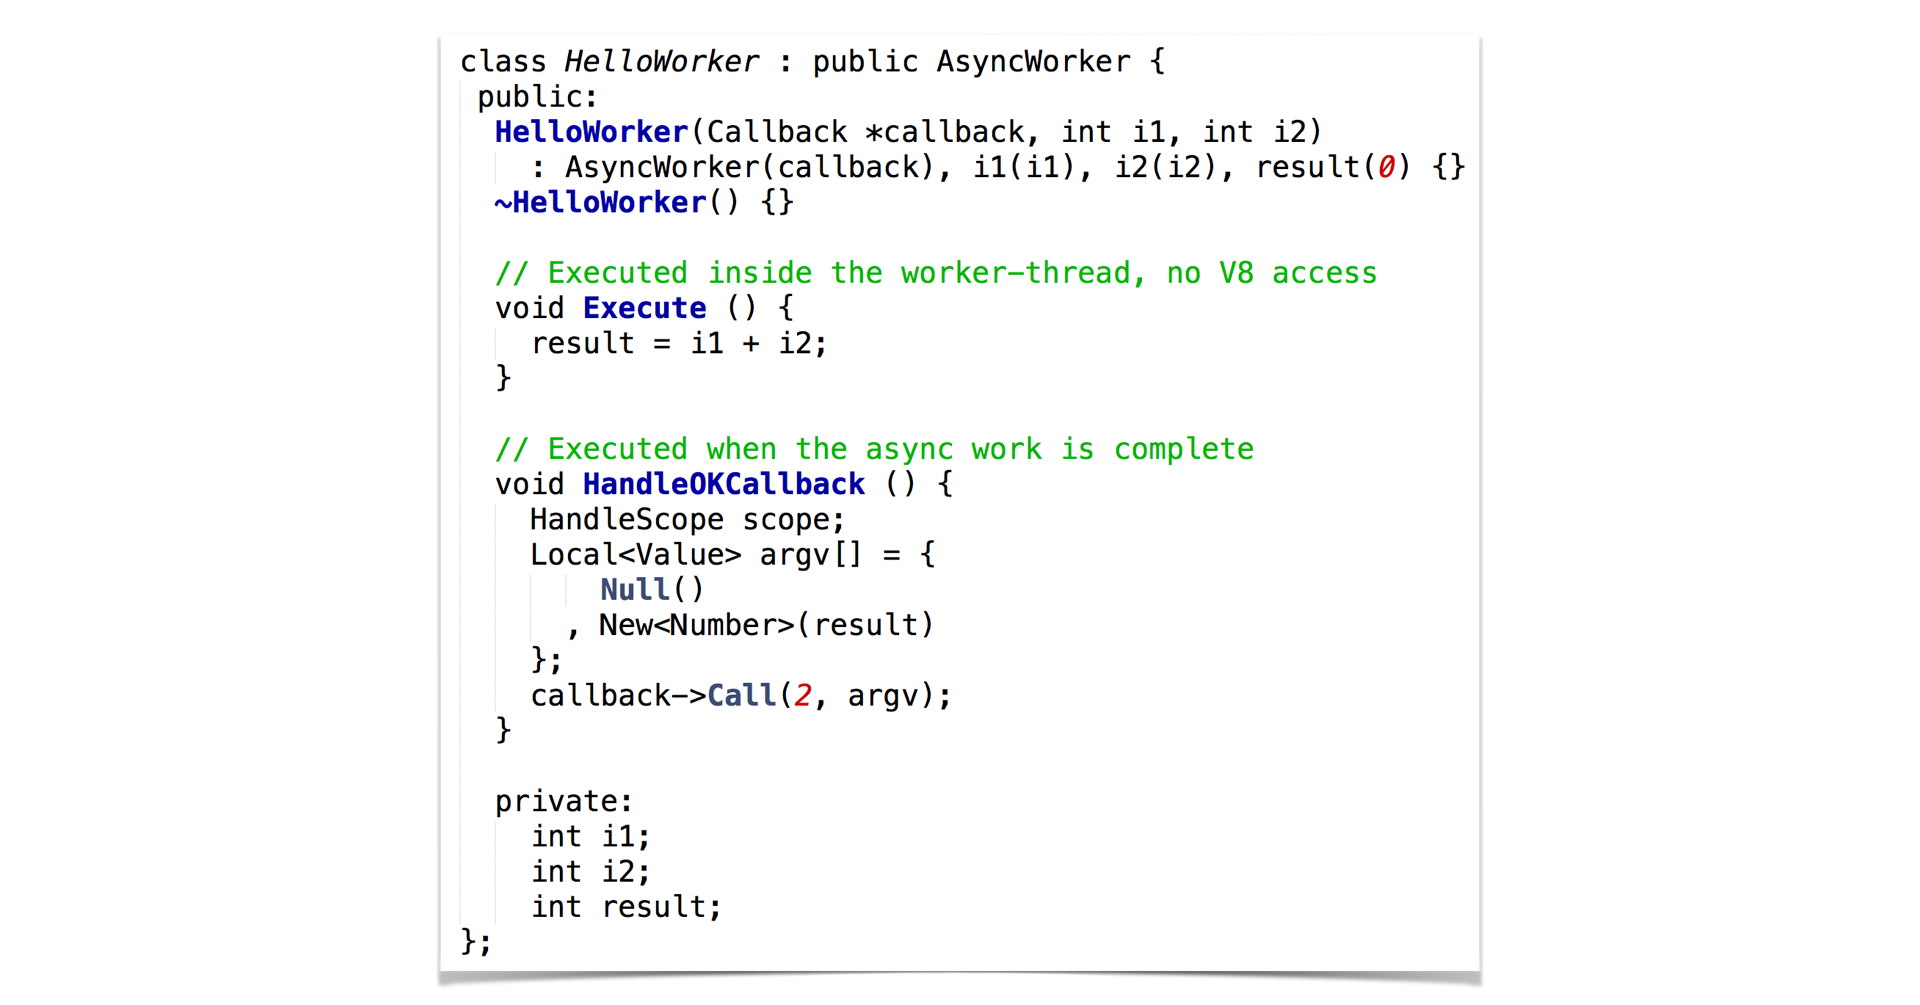 class HelloWorker : public AsyncWorker {
 public:
  HelloWorker(Callback *callback, int i1, int i2)
    : AsyncWorker(callback), i1(i1), i2(i2), result(0) {}
  ~HelloWorker() {}

  // Executed inside the worker-thread, no V8 access
  void Execute () {
    result = i1 + i2;
  }

  // Executed when the async work is complete
  void HandleOKCallback () {
    HandleScope scope;
    Local<Value> argv[] = {
        Null()
      , New<Number>(result)
    };
    callback->Call(2, argv);
  }

  private:
    int i1;
    int i2;
    int result;
};